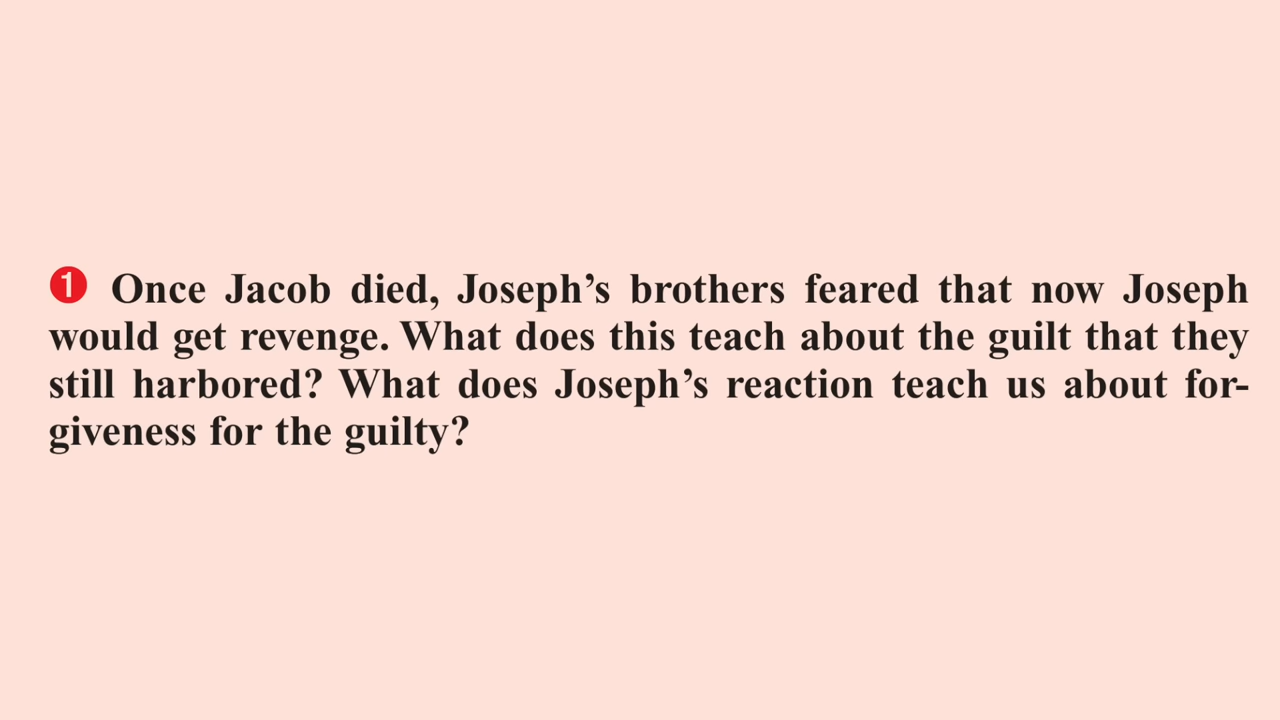 1 Once Jacob died, Joseph’s brothers feared that now Joseph
would get revenge. What does this teach about the guilt that they
still harbored? What does Joseph’s reaction teach us about for-
giveness for the guilty?